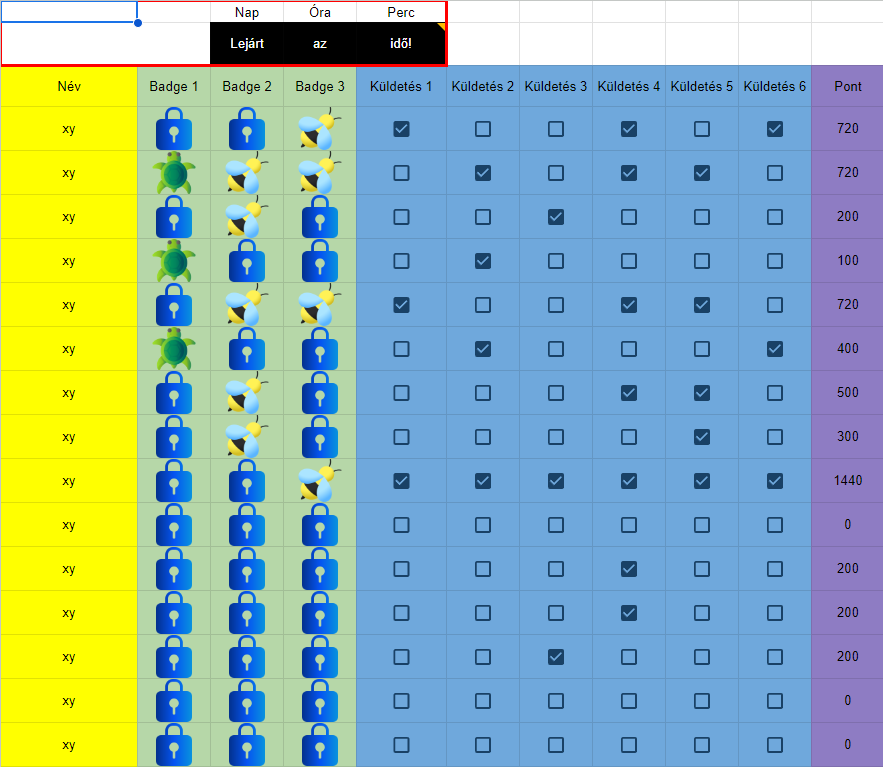 Nap Óra Perc
Lejárt az idő!
Név Badge 1 Badge 2 Badge 3 Küldetés 1 Küldetés 2 Küldetés 3 Küldetés 4 Küldetés 5 Küldetés 6 Pont
xy 720
xy 720
xy 200
xy 100
xy 720
xy 400
xy 500
xy 300
xy 1440
xy 0
xy 200
xy 200
xy 200
xy 0
xy 0